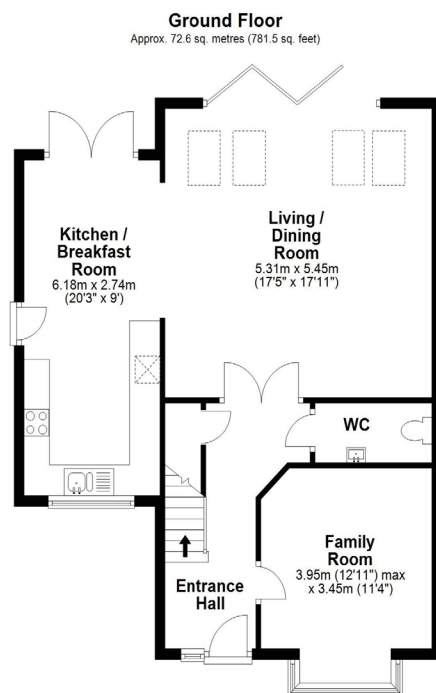 Ground Floor
Approx. 72.6 sq. metres (781.5 sq. feet)
Kitchen /
Breakfast
Room
6.18m x 2.74m
(20'3" x 9')
Living /
Dining
Room
5.31m x 5.45m
(17'5" x 17'11")
WC
Family
Room
3.95m (12'11") max
x 3.45m (11'4")
Entrance
Hall